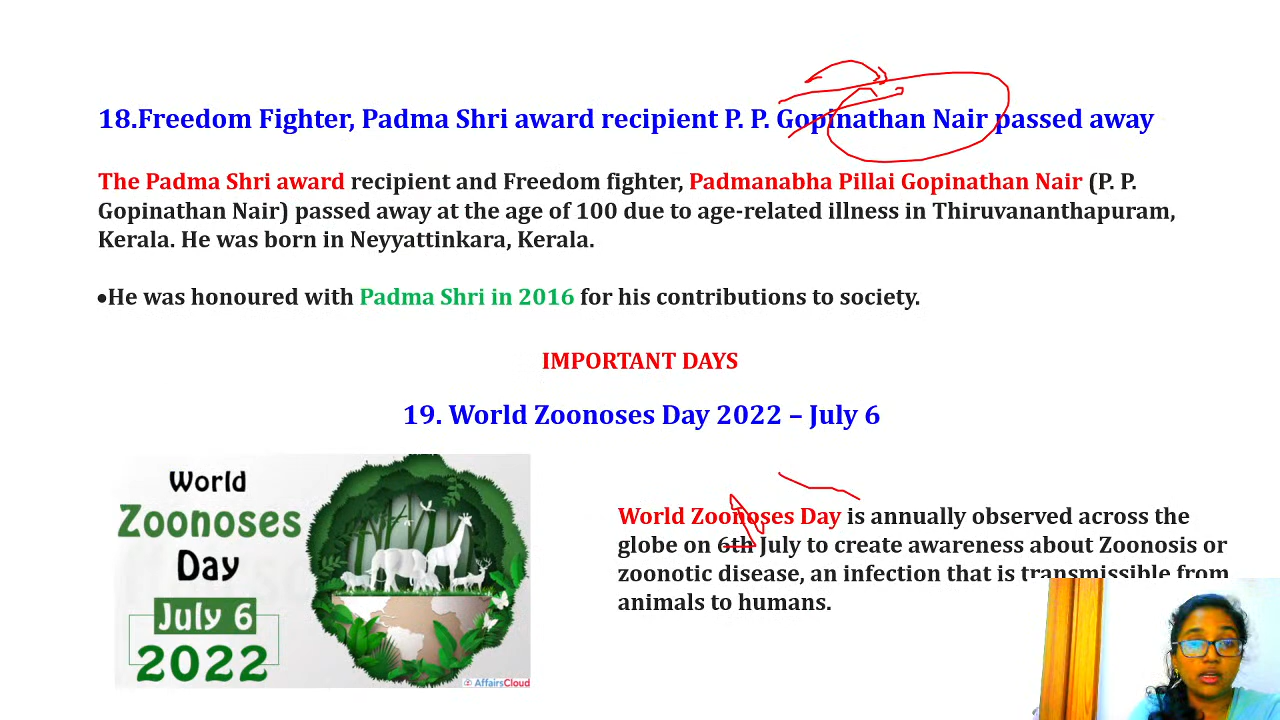 18.Freedom Fighter, Padma Shri award recipient P. P. Gopinathan Nair passed away
The Padma Shri award recipient and Freedom fighter, Padmanabha Pillai Gopinathan Nair (P. P.
Gopinathan Nair) passed away at the age of 100 due to age-related illness in Thiruvananthapuram,
Kerala. He was born in Neyyattinkara, Kerala.
•He was honoured with Padma Shri in 2016 for his contributions to society.
IMPORTANT DAYS
19. World Zoonoses Day 2022 – July 6
World
Zoonoses
Day
July 6
2022
AffairsCloud
World Zoonoses Day is annually observed across the
globe on 6th July to create awareness about Zoonosis or
zoonotic disease, an infection that is transmissible from
animals to humans.